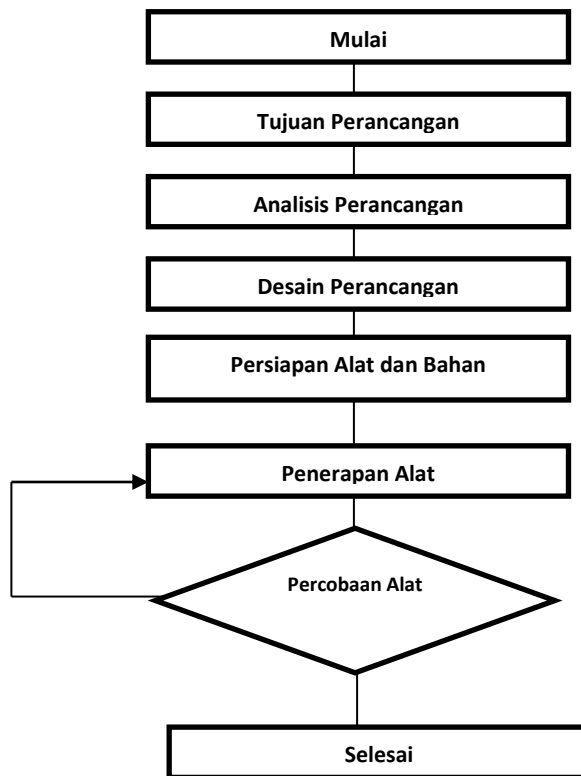 Mulai
Tujuan Perancangan
Analisis Perancangan
Desain Perancangan
Persiapan Alat dan Bahan
Penerapan Alat
Percobaan Alat
Selesai